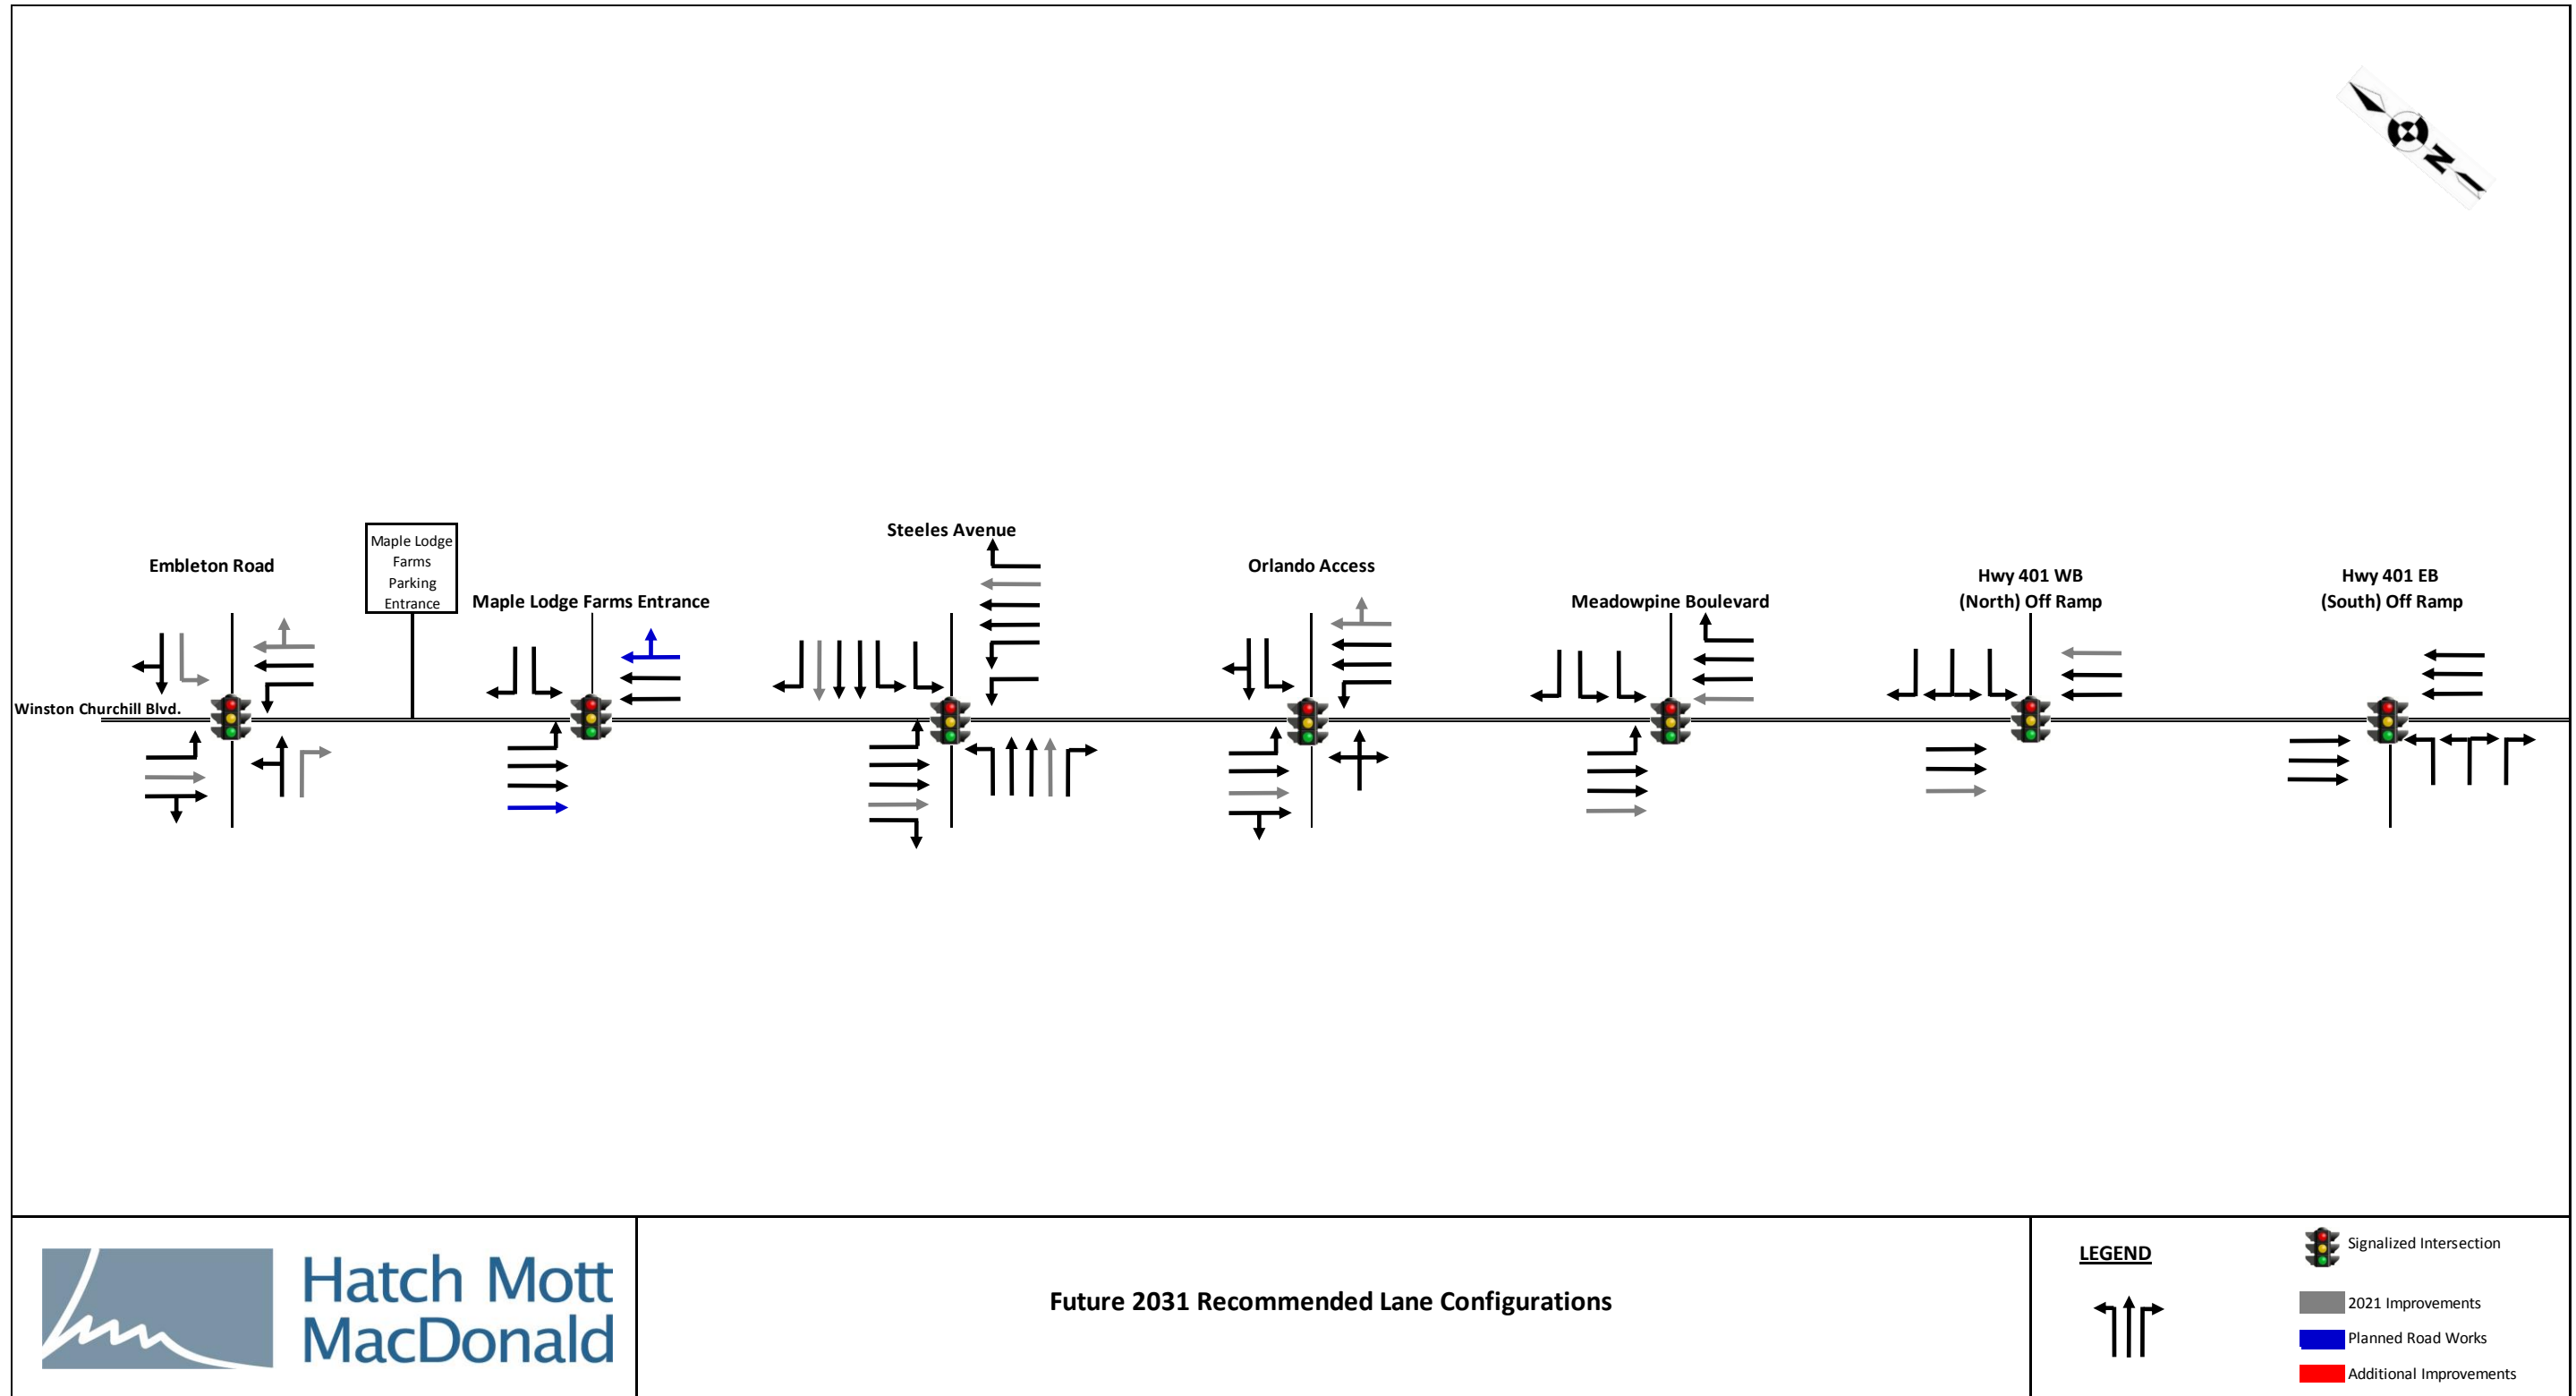 N
Steeles Avenue
Embleton Road
Maple Lodge
Farms
Parking
Entrance
Maple Lodge Farms Entrance
Orlando Access
Meadowpine Boulevard
Hwy 401 WB
(North) Off Ramp
Hwy 401 EB
(South) Off Ramp
Winston Churchill Blvd.
Hatch Mott
MacDonald
Future 2031 Recommended Lane Configurations
LEGEND
Signalized Intersection
2021 Improvements
Planned Road Works
Additional Improvements